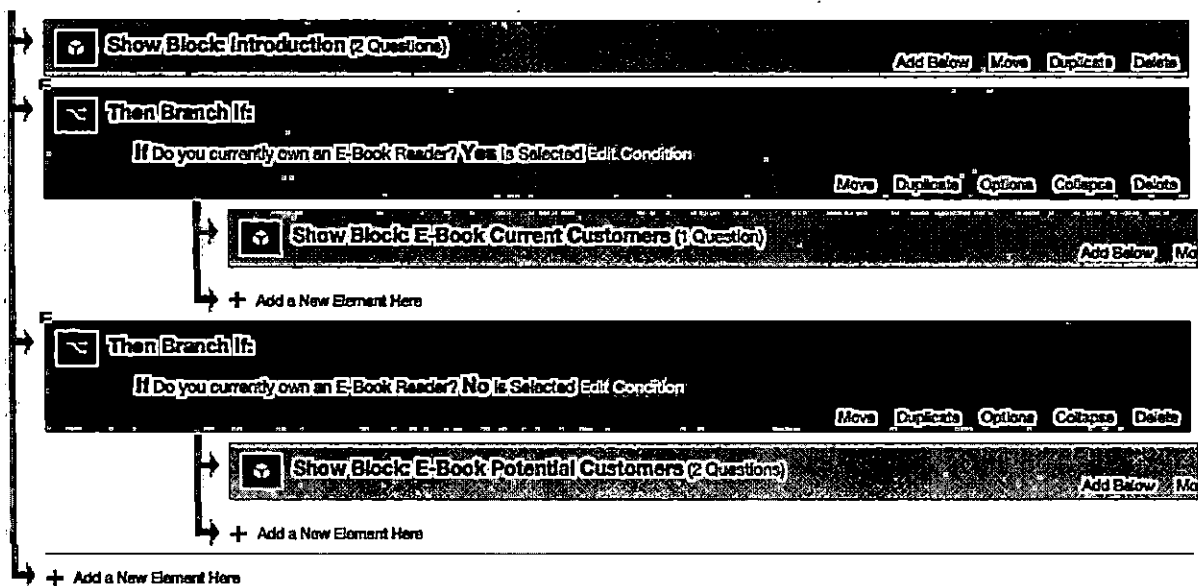 Show Block: Introduction (2 Questions)
Add Below Move Duplicate Delete
Then Branch If:
If Do you currently own an E-Book Reader? Yes Is Selected Edit Condition
Move Duplicate Options Collapse Delete
Show Block: E-Book Current Customers (1 Question)
Add Below Mo
+ Add a New Element Here
Then Branch If:
If Do you currently own an E-Book Reader? No Is Selected Edit Condition
Move Duplicate Options Collapse Delete
Show Block: E-Book Potential Customers (2 Questions)
Add Below Mo
+ Add a New Element Here
+ Add a New Element Here